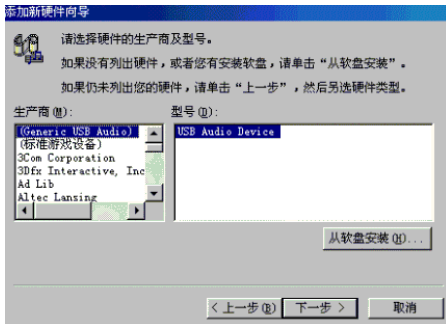 添加新硬件向导
请选择硬件的生产商及型号。
如果没有列出硬件，或者您有安装软盘，请单击“从软盘安装”。
如果仍未列出您的硬件，请单击“上一步”，然后另选硬件类型。
生产商(M):
型号(D):
(Generic USB Audio)
(标准游戏设备)
3Com Corporation
3Dfx Interactive, Inc
Ad Lib
Altec Lansing
USB Audio Device
从软盘安装(H)...
< 上一步(B)
下一步 >
取消